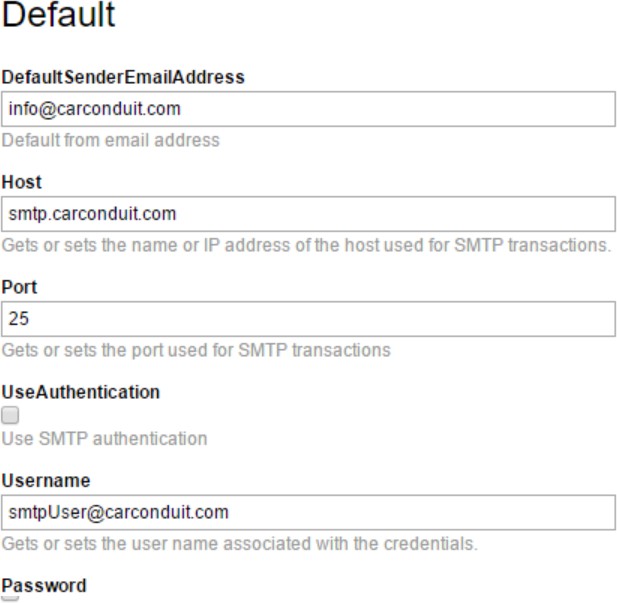 Default
DefaultSenderEmailAddress
info@carconduit.com
Default from email address
Host
smtp.carconduit.com
Gets or sets the name or IP address of the host used for SMTP transactions.
Port
25
Gets or sets the port used for SMTP transactions
UseAuthentication
Use SMTP authentication
Username
smtpUser@carconduit.com
Gets or sets the user name associated with the credentials.
Password